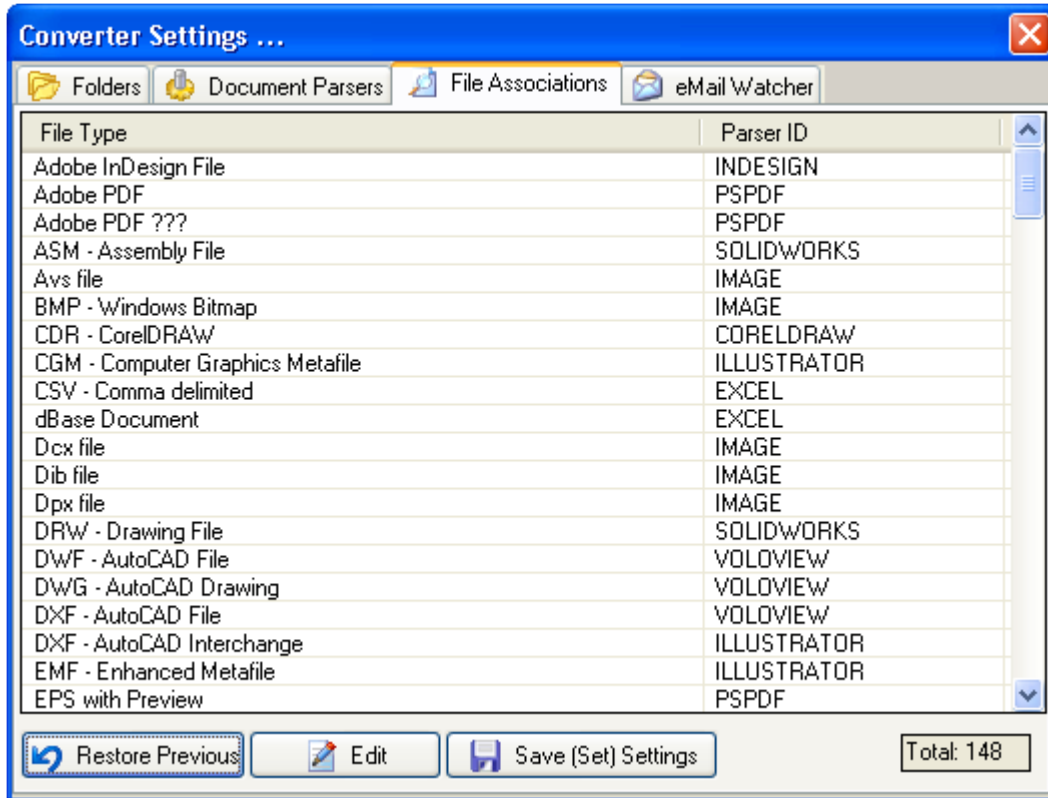 Converter Settings ...
Folders Document Parsers File Associations eMail Watcher
File Type Parser ID
Adobe InDesign File INDESIGN
Adobe PDF PSPDF
Adobe PDF ??? PSPDF
ASM - Assembly File SOLIDWORKS
Avs file IMAGE
BMP - Windows Bitmap IMAGE
CDR - CorelDRAW CORELDRAW
CGM - Computer Graphics Metafile ILLUSTRATOR
CSV - Comma delimited EXCEL
dBase Document EXCEL
Dcx file IMAGE
Dib file IMAGE
Dpx file IMAGE
DRW - Drawing File SOLIDWORKS
DWF - AutoCAD File VOLOVIEW
DWG - AutoCAD Drawing VOLOVIEW
DXF - AutoCAD File VOLOVIEW
DXF - AutoCAD Interchange ILLUSTRATOR
EMF - Enhanced Metafile ILLUSTRATOR
EPS with Preview PSPDF
Restore Previous Edit Save (Set) Settings Total: 148